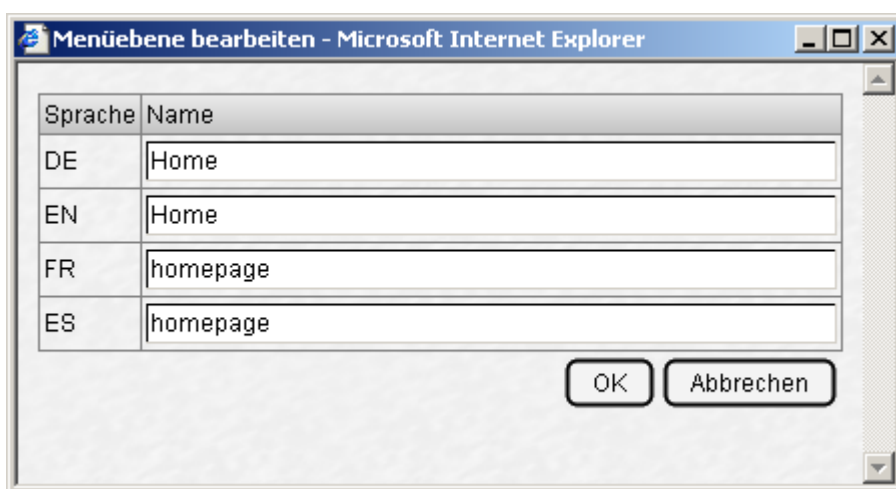 Menüebene bearbeiten - Microsoft Internet Explorer
Sprache Name
DE Home
EN Home
FR homepage
ES homepage
OK Abbrechen